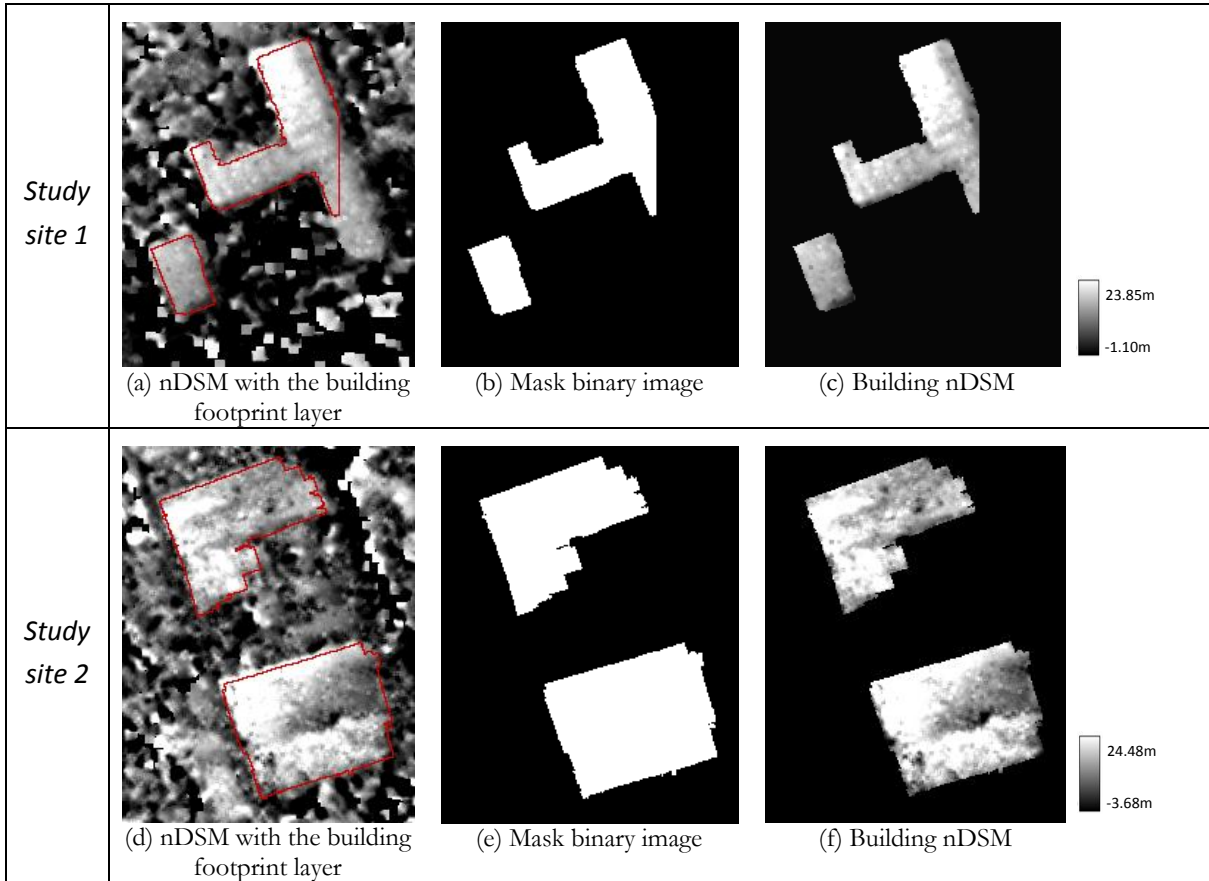 Study
site 1
23.85m
-1.10m
(a) nDSM with the building
footprint layer
(b) Mask binary image
(c) Building nDSM
Study
site 2
24.48m
-3.68m
(d) nDSM with the building
footprint layer
(e) Mask binary image
(f) Building nDSM